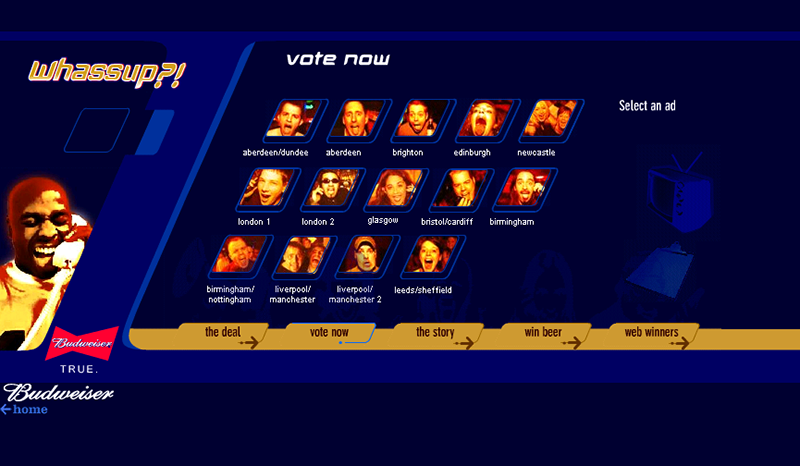 whassup?!
vote now
Select an ad
aberdeen/dundee
aberdeen
brighton
edinburgh
newcastle
london 1
london 2
glasgow
bristol/cardiff
birmingham
birmingham/
nottingham
liverpool/
manchester
liverpool/
manchester 2
leeds/sheffield
the deal
vote now
the story
win beer
web winners
Budweiser
TRUE.
Budweiser
home